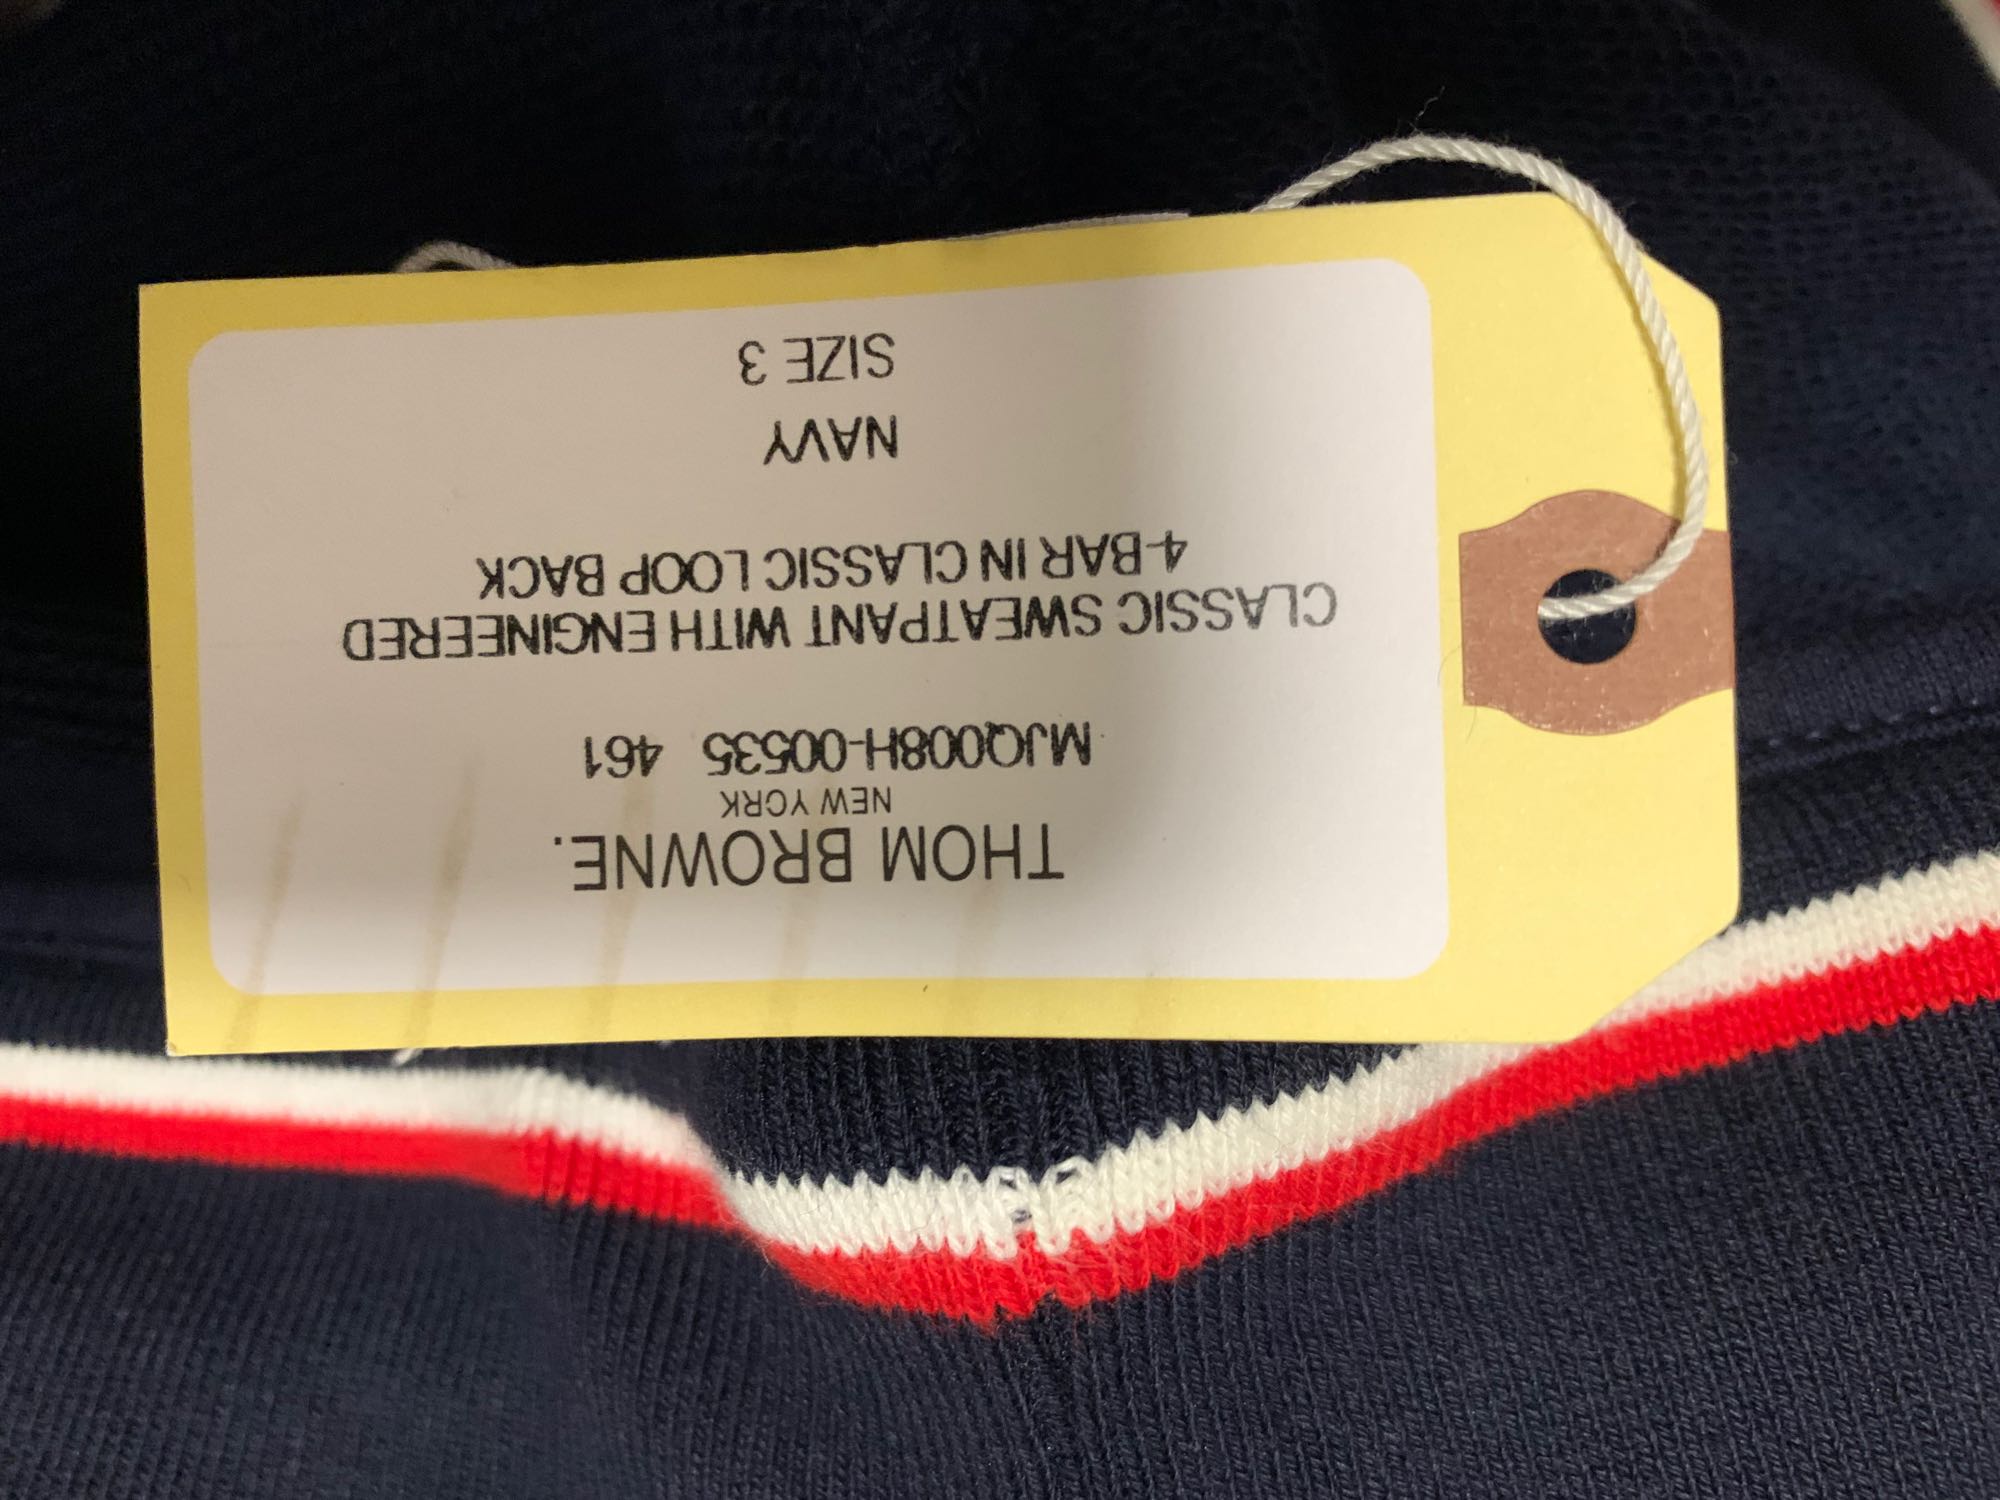 THOM BROWNE.
NEW YORK
MJQ008H-00535 461
CLASSIC SWEATPANT WITH ENGINEERED
4-BAR IN CLASSIC LOOP BACK
NAVY
SIZE 3